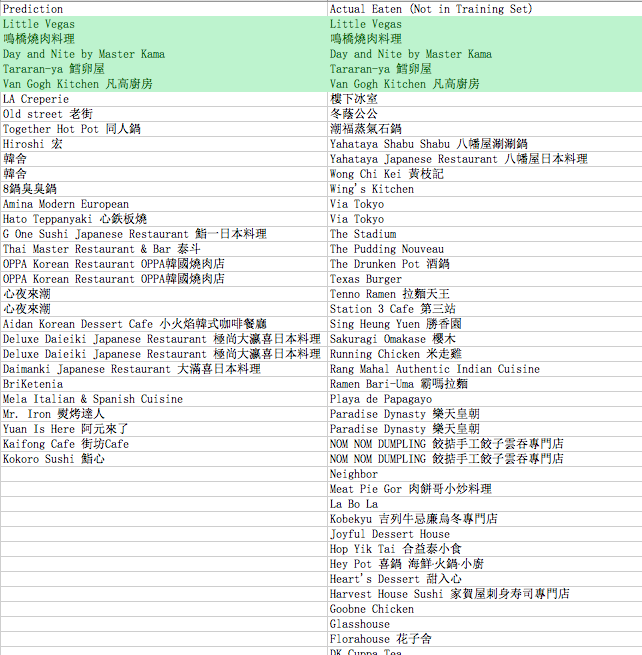 Prediction	Actual Eaten (Not in Training Set)
Little Vegas	Little Vegas
鳴橋燒肉料理	鳴橋燒肉料理
Day and Nite by Master Kama	Day and Nite by Master Kama
Tararan-ya 鱈卵屋	Tararan-ya 鱈卵屋
Van Gogh Kitchen 凡高廚房	Van Gogh Kitchen 凡高廚房
LA Creperie	樓下冰室
Old street 老街	冬蔭公公
Together Hot Pot 同人鍋	潮福蒸氣石鍋
Hiroshi 宏	Yahataya Shabu Shabu 八幡屋涮涮鍋
韓舍	Yahataya Japanese Restaurant 八幡屋日本料理
韓舍	Wong Chi Kei 黃枝記
8鍋臭臭鍋	Wing's Kitchen
Amina Modern European	Via Tokyo
Hato Teppanyaki 心鉄板燒	Via Tokyo
G One Sushi Japanese Restaurant 鮨一日本料理	The Stadium
Thai Master Restaurant & Bar 泰斗	The Pudding Nouveau
OPPA Korean Restaurant OPPA韓國燒肉店	The Drunken Pot 酒鍋
OPPA Korean Restaurant OPPA韓國燒肉店	Texas Burger
心夜來潮	Tenno Ramen 拉麵天王
心夜來潮	Station 3 Cafe 第三站
Aidan Korean Dessert Cafe 小火焰韓式咖啡餐廳	Sing Heung Yuen 勝香園
Deluxe Daieiki Japanese Restaurant 極尚大瀛喜日本料理	Sakuragi Omakase 櫻木
Deluxe Daieiki Japanese Restaurant 極尚大瀛喜日本料理	Running Chicken 米走雞
Daimanki Japanese Restaurant 大滿喜日本料理	Rang Mahal Authentic Indian Cuisine
BriKetenia	Ramen Bari-Uma 霸嗎拉麵
Mela Italian & Spanish Cuisine	Playa de Papagayo
Mr. Iron 熨烤達人	Paradise Dynasty 樂天皇朝
Yuan Is Here 阿元來了	Paradise Dynasty 樂天皇朝
Kaifong Cafe 街坊Cafe	NOM NOM DUMPLING 餃掂手工餃子雲吞專門店
Kokoro Sushi 鮨心	NOM NOM DUMPLING 餃掂手工餃子雲吞專門店
Neighbor
Meat Pie Gor 肉餅哥小炒料理
La Bo La
Kobekyu 吉列牛忌廉烏冬專門店
Joyful Dessert House
Hop Yik Tai 合益泰小食
Hey Pot 喜鍋 海鮮·火鍋·小廚
Heart's Dessert 甜入心
Harvest House Sushi 家賀屋刺身寿司專門店
Goobne Chicken
Glasshouse
Florahouse 花子舍
DK Cuppa Tea